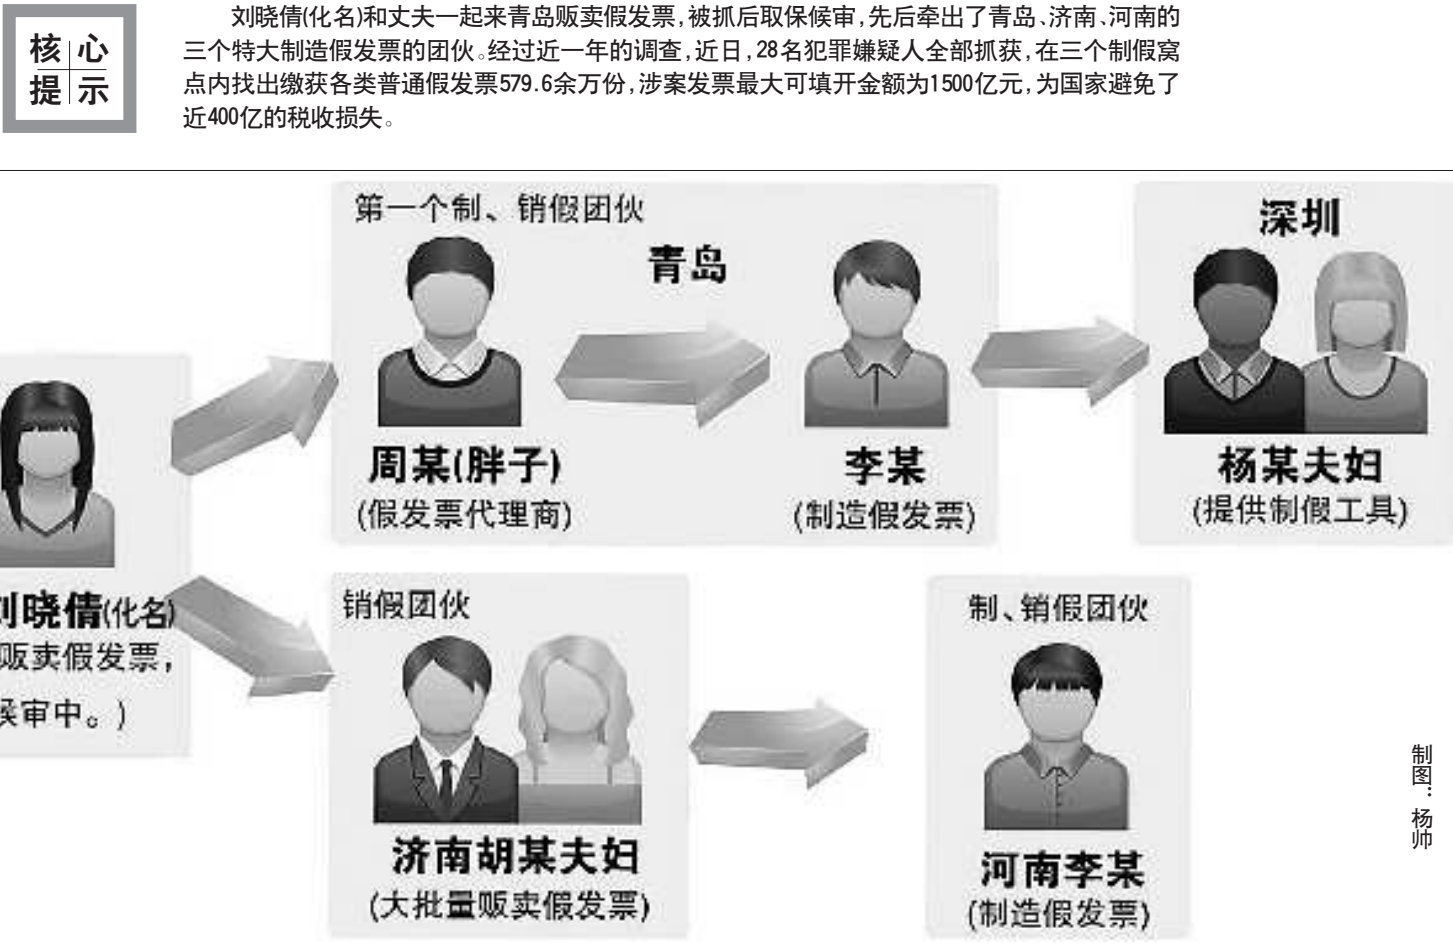 核心
提示
刘晓倩(化名)和丈夫一起来青岛贩卖假发票,被抓后取保候审,先后牵出了青岛、济南、河南的
三个特大制造假发票的团伙。经过近一年的调查,近日,28名犯罪嫌疑人全部抓获,在三个制假窝
点内找出缴获各类普通假发票579.6余万份,涉案发票最大可填开金额为1500亿元,为国家避免了
近400亿的税收损失。
第一个制、销假团伙
青岛
深圳
周某(胖子)
(假发票代理商)
李某
(制造假发票)
杨某夫妇
(提供制假工具)
刘晓倩(化名)
贩卖假发票,
候审中。)
销假团伙
济南胡某夫妇
(大批量贩卖假发票)
制、销假团伙
河南李某
(制造假发票)
制图：杨帅